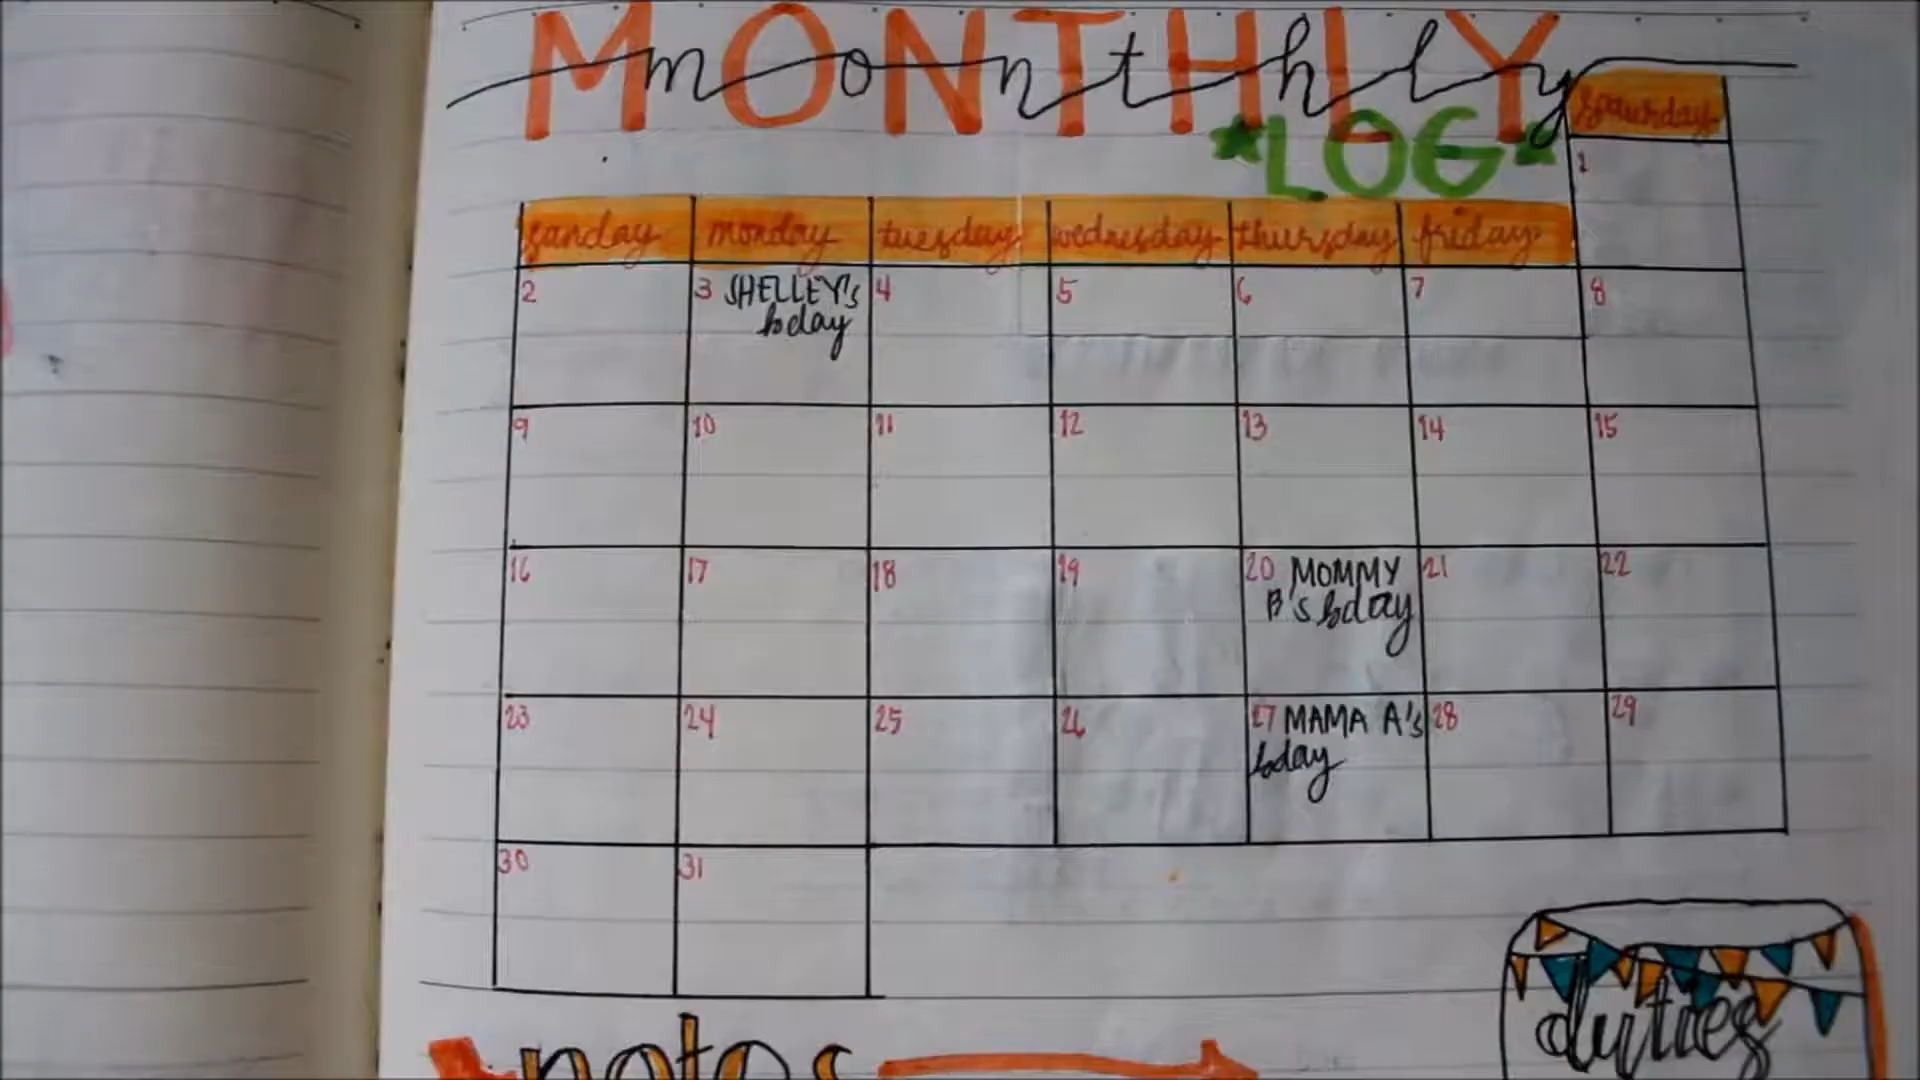 MONTHLY
monthly
*LOG*
saturday
1
sunday monday tuesday wednesday thursday friday
2 3 SHELLEY's 4 5 6 7 8
bday
9 10 11 12 13 14 15
16 17 18 19 20 MOMMY 21 22
B's bday
23 24 25 26 27 MAMA A's 28 29
bday
30 31
notes
duties